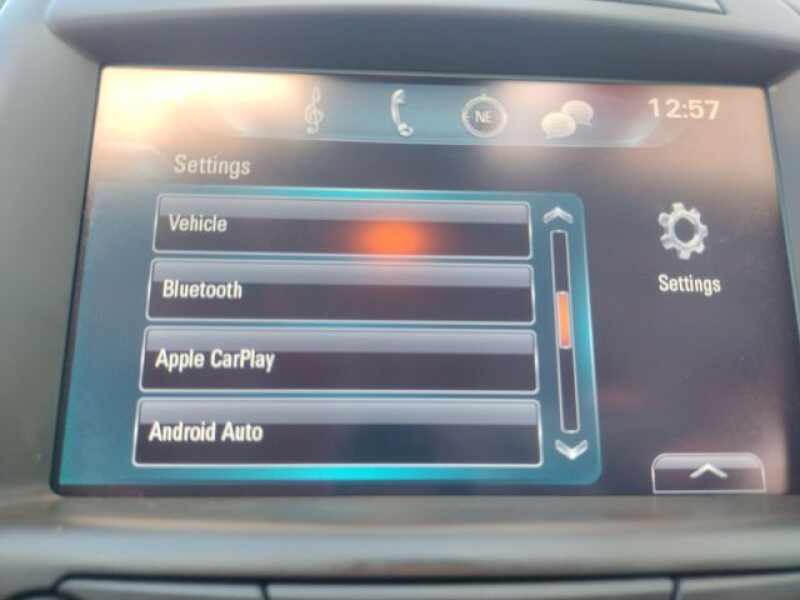 NE
12:57
Settings
Vehicle
Bluetooth
Apple CarPlay
Android Auto
Settings